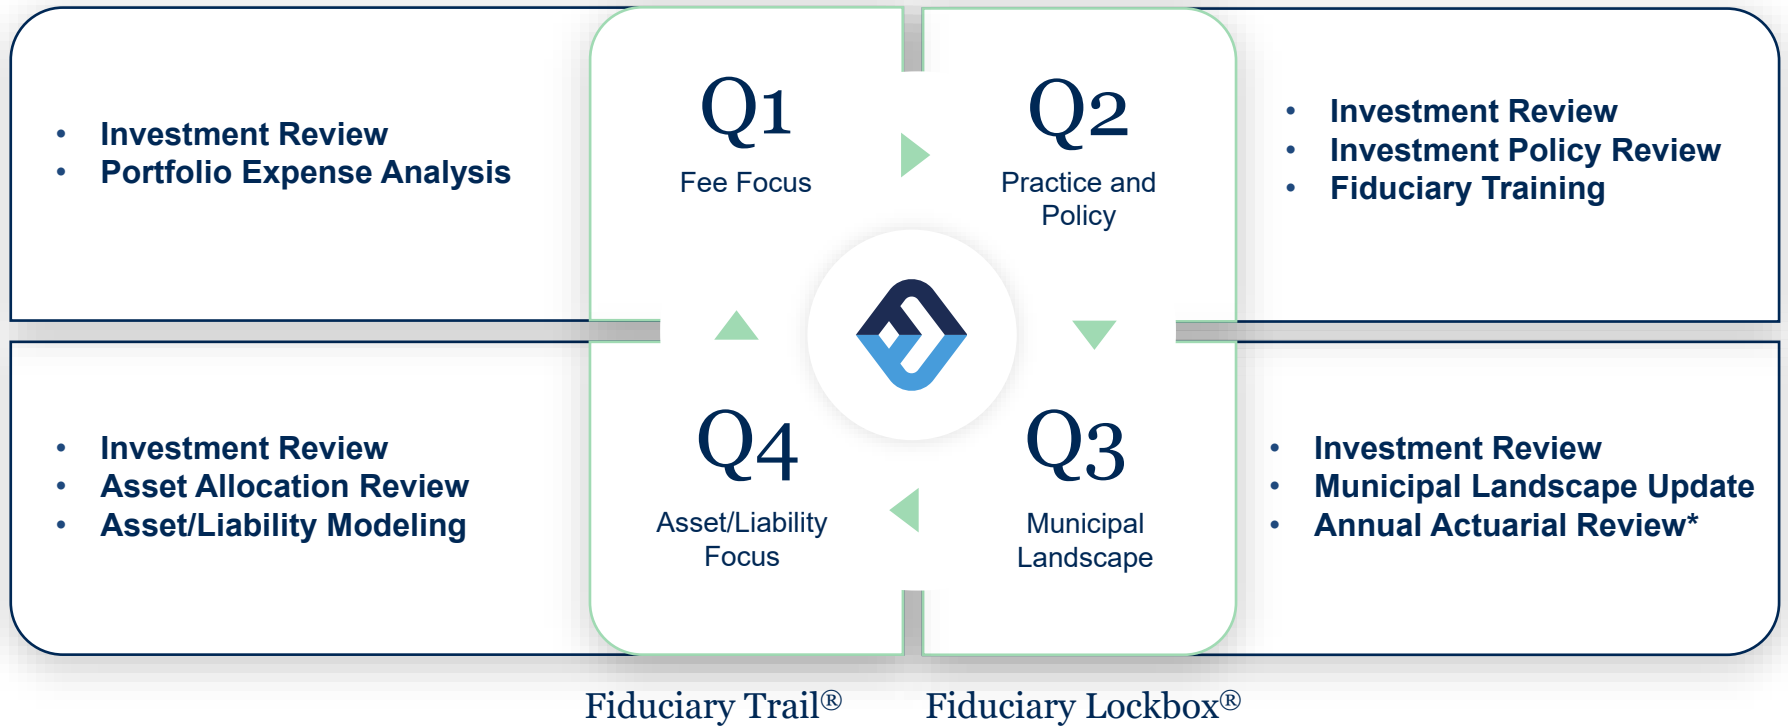 Q1
Fee Focus
• Investment Review
• Portfolio Expense Analysis
Q2
Practice and
Policy
• Investment Review
• Investment Policy Review
• Fiduciary Training
Q4
Asset/Liability
Focus
• Investment Review
• Asset Allocation Review
• Asset/Liability Modeling
Q3
Municipal
Landscape
• Investment Review
• Municipal Landscape Update
• Annual Actuarial Review*
Fiduciary Trail®
Fiduciary Lockbox®